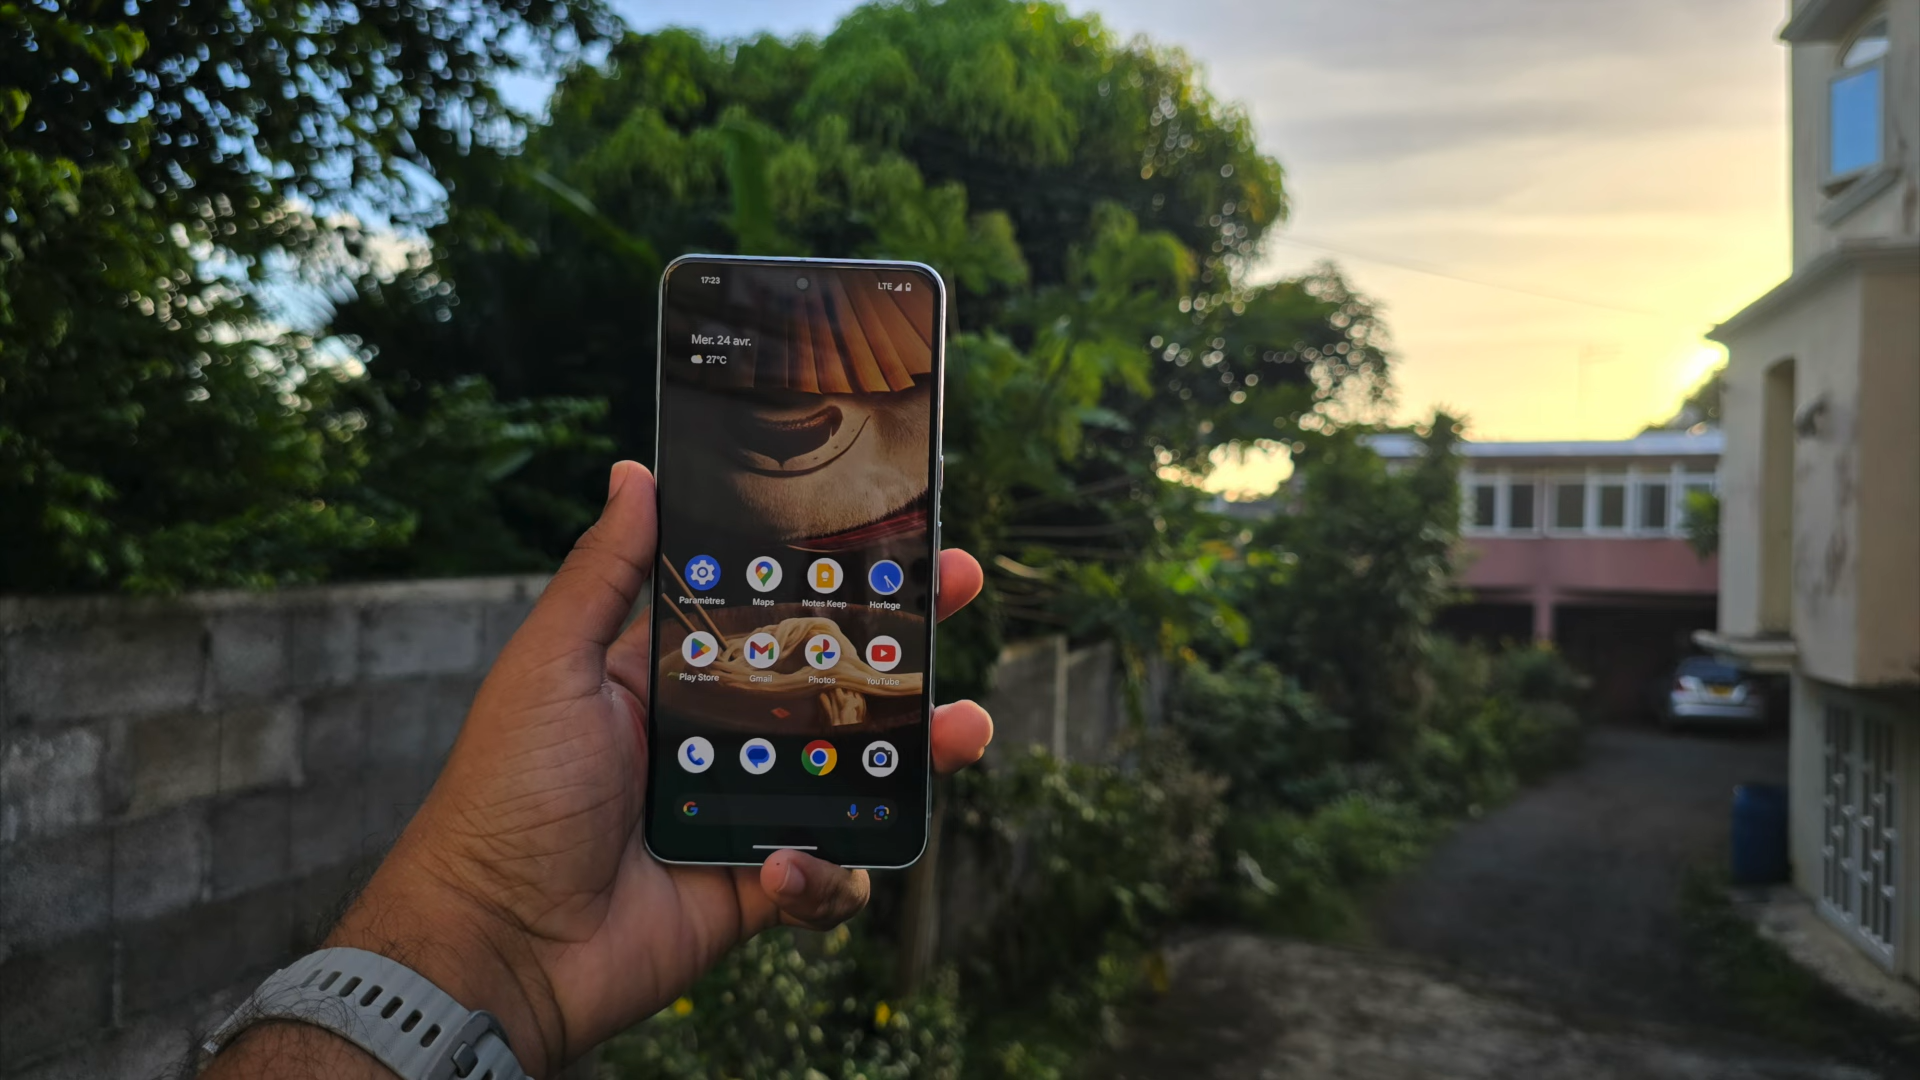 17:23 LTE
Mer. 24 avr.
27°C
Paramètres Maps Notes Keep Horloge
Play Store Gmail Photos YouTube